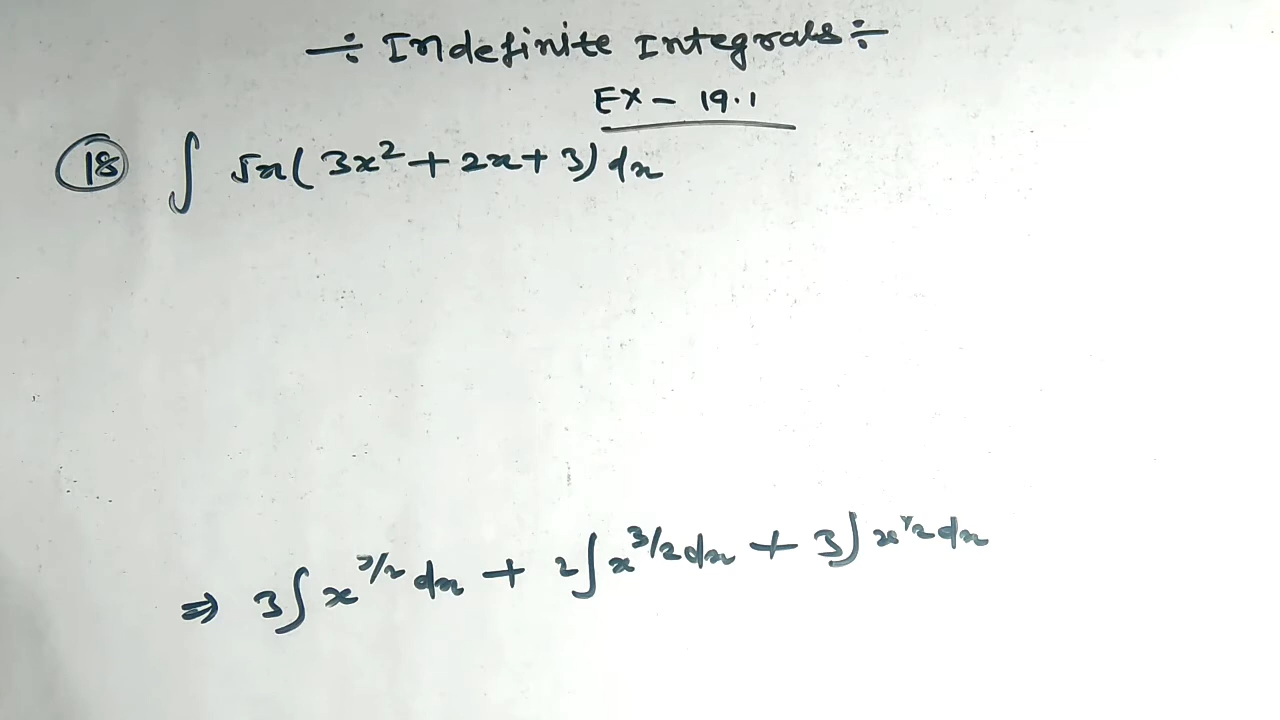 ÷ Indefinite Integrals ÷
EX - 19.1
(18) ∫ √x ( 3x² + 2x + 3) dx
⇒ 3∫ x^5/2 dx + 2∫ x^3/2 dx + 3∫ x^1/2 dx